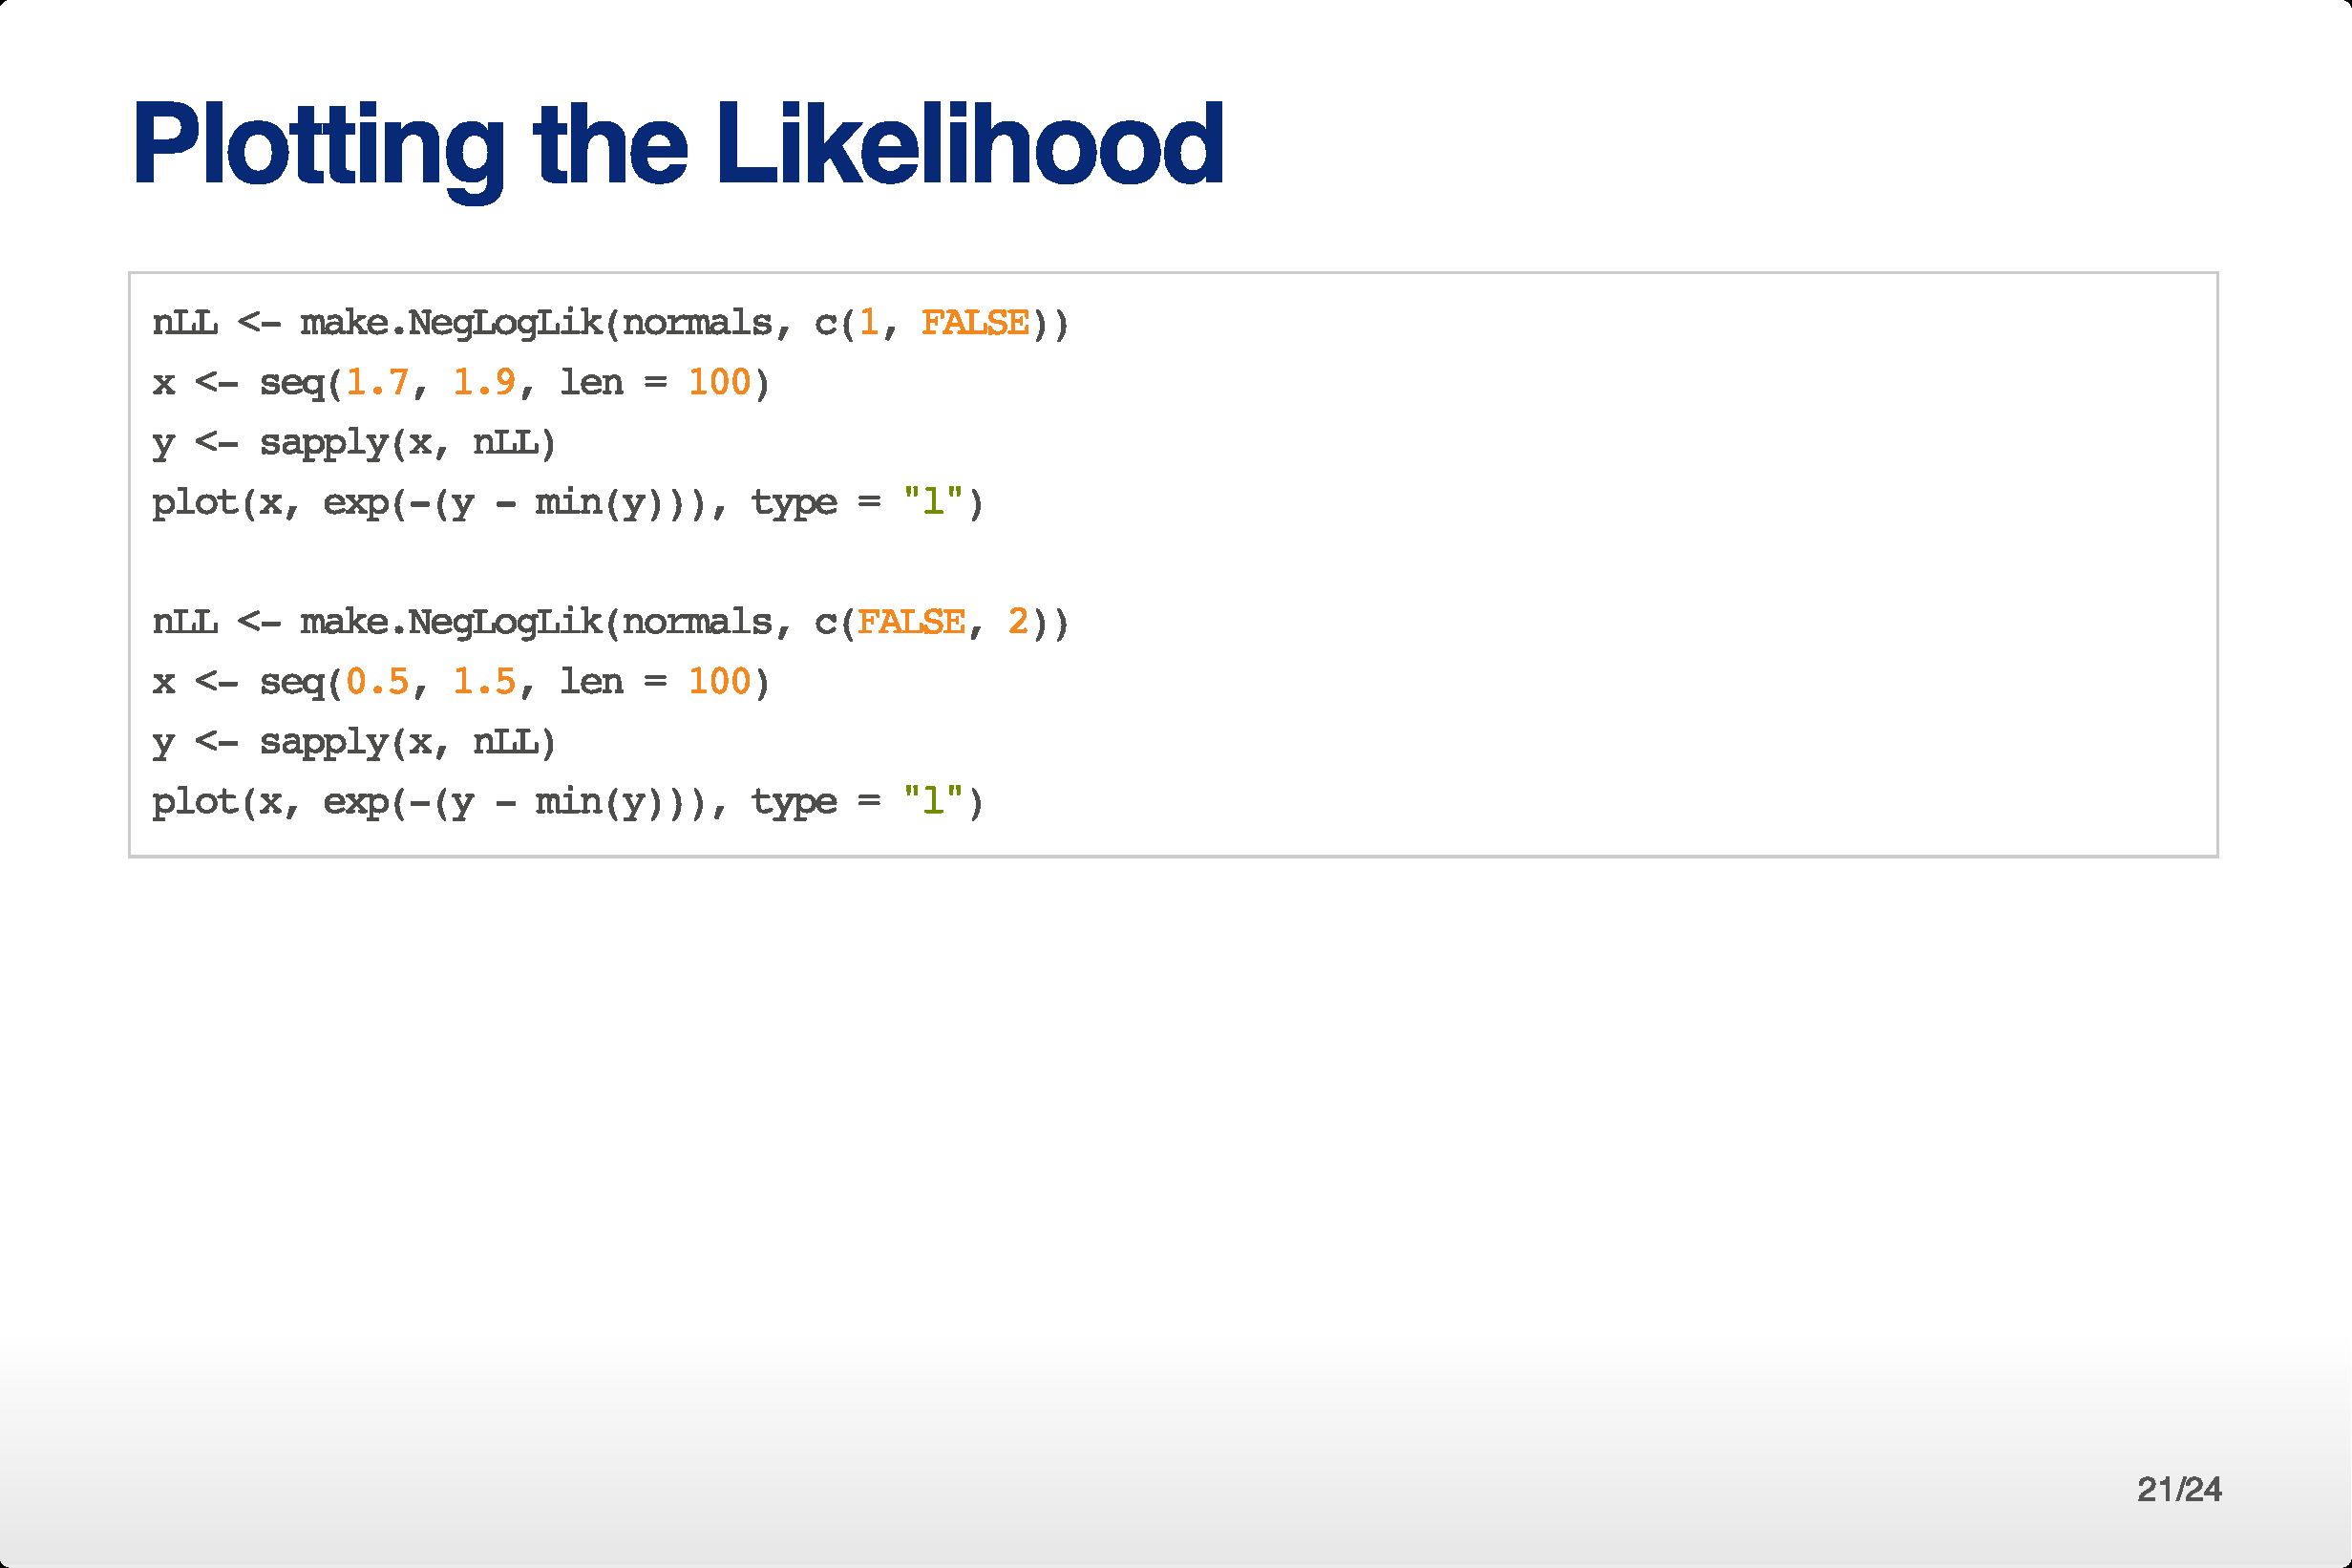 Plotting the Likelihood
nLL <- make.NegLogLik(normals, c(1, FALSE))
x <- seq(1.7, 1.9, len = 100)
y <- sapply(x, nLL)
plot(x, exp(-(y - min(y))), type = "l")
nLL <- make.NegLogLik(normals, c(FALSE, 2))
x <- seq(0.5, 1.5, len = 100)
y <- sapply(x, nLL)
plot(x, exp(-(y - min(y))), type = "l")
21/24